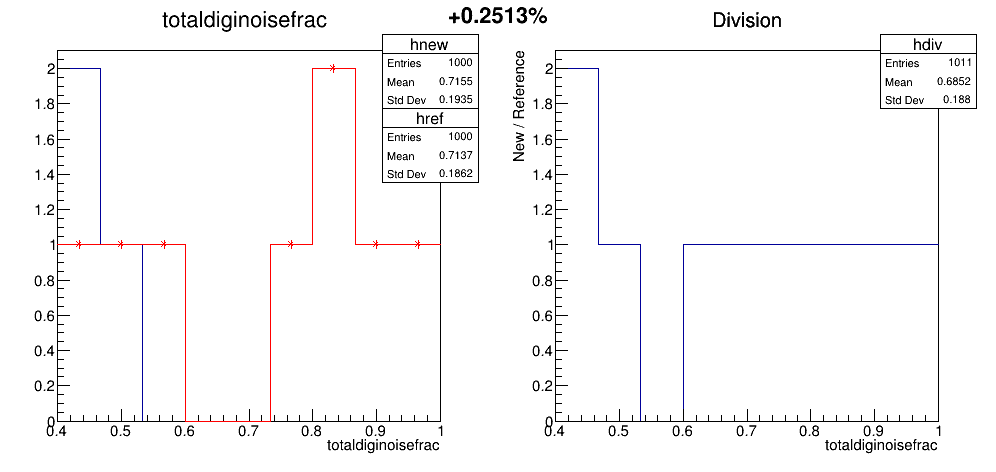 totaldiginoisefrac
+0.2513%
Division
hnew
Entries 1000
Mean 0.7155
Std Dev 0.1935
href
Entries 1000
Mean 0.7137
Std Dev 0.1862
2
1.8
1.6
1.4
1.2
1
0.8
0.6
0.4
0.2
0
0.4 0.5 0.6 0.7 0.8 0.9 1
totaldiginoisefrac
hdiv
Entries 1011
Mean 0.6852
Std Dev 0.188
New / Reference
2
1.8
1.6
1.4
1.2
1
0.8
0.6
0.4
0.2
0
0.4 0.5 0.6 0.7 0.8 0.9 1
totaldiginoisefrac